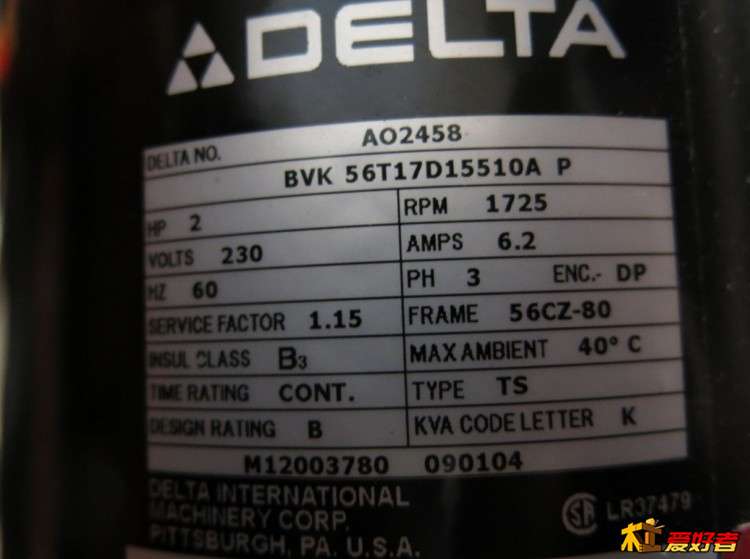 DELTA
DELTA NO. AO2458
BVK 56T17D15510A P
HP 2 RPM 1725
VOLTS 230 AMPS 6.2
HZ 60 PH 3 ENC.- DP
SERVICE FACTOR 1.15 FRAME 56CZ-80
INSUL CLASS B3 MAX AMBIENT 40° C
TIME RATING CONT. TYPE TS
DESIGN RATING B KVA CODE LETTER K
M12003780 090104
DELTA INTERNATIONAL
MACHINERY CORP.
PITTSBURGH, PA. U.S.A.
SA LR37479
木工爱好者